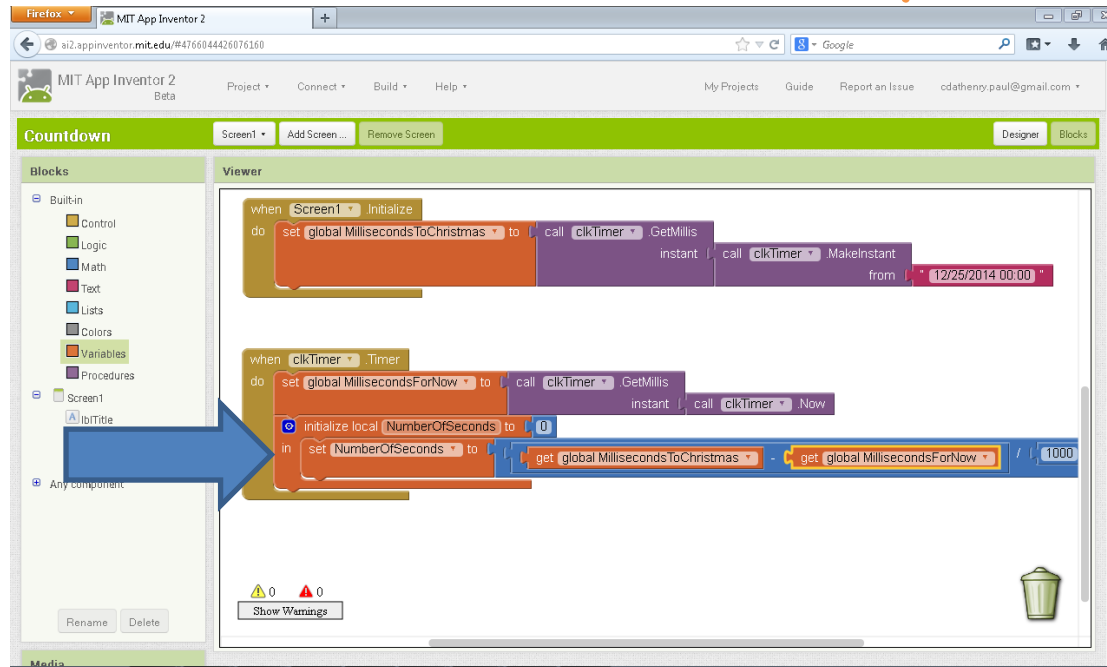 Firefox
MIT App Inventor 2
+
ai2.appinventor.mit.edu/#4766044426076160
8 - Google
MIT App Inventor 2
Beta
Project
Connect
Build
Help
My Projects
Guide
Report an Issue
cdathenry.paul@gmail.com
Countdown
Screen1
Add Screen ...
Remove Screen
Designer
Blocks
Blocks
Viewer
Built-in
Control
Logic
Math
Text
Lists
Colors
Variables
Procedures
Screen1
A lblTitle
Any component
Rename
Delete
Media
when Screen1 .Initialize
do set global MillisecondsToChristmas to call clkTimer .GetMillis
instant call clkTimer .MakeInstant
from " 12/25/2014 00:00 "
when clkTimer .Timer
do set global MillisecondsForNow to call clkTimer .GetMillis
instant call clkTimer .Now
initialize local NumberOfSeconds to 0
in set NumberOfSeconds to get global MillisecondsToChristmas - get global MillisecondsForNow / 1000
0 0
Show Warnings